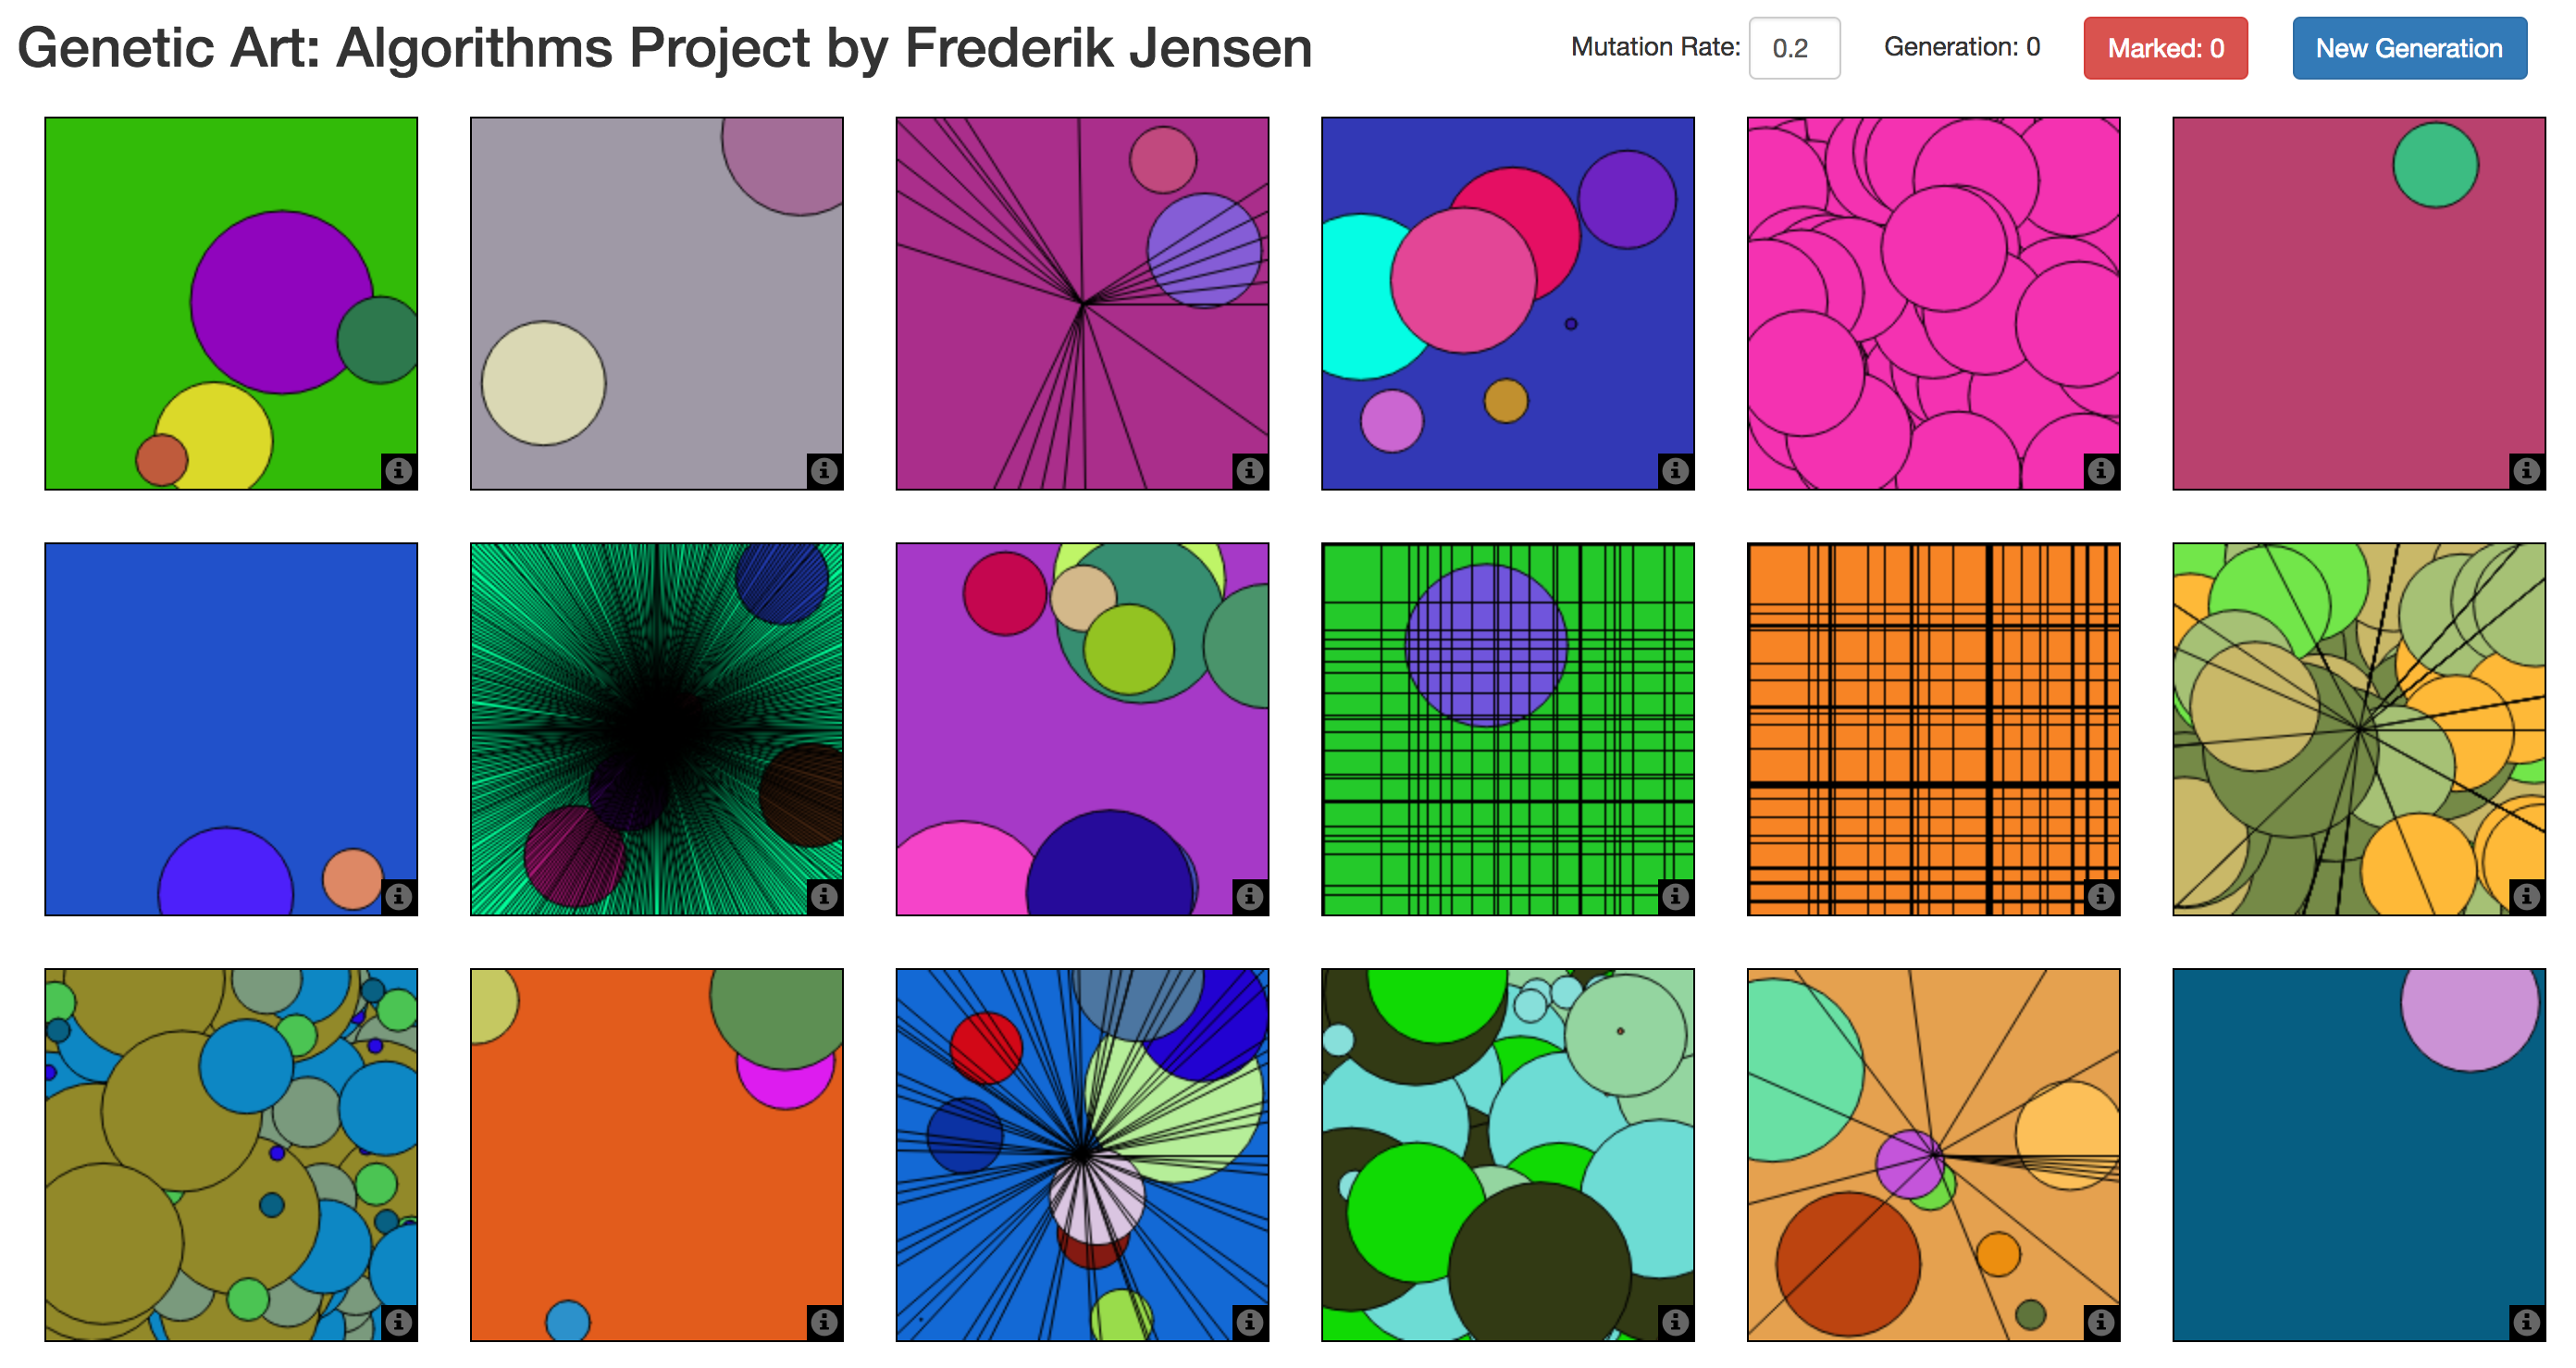 Genetic Art: Algorithms Project by Frederik Jensen
Mutation Rate: 0.2
Generation: 0
Marked: 0
New Generation